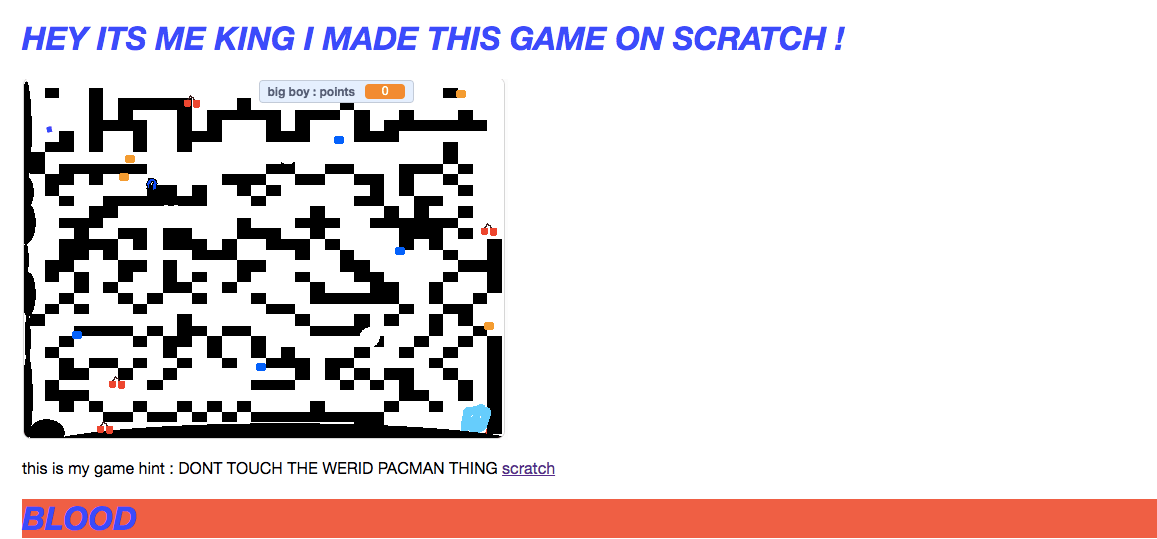 HEY ITS ME KING I MADE THIS GAME ON SCRATCH !
big boy : points 0
this is my game hint : DONT TOUCH THE WERID PACMAN THING scratch
BLOOD